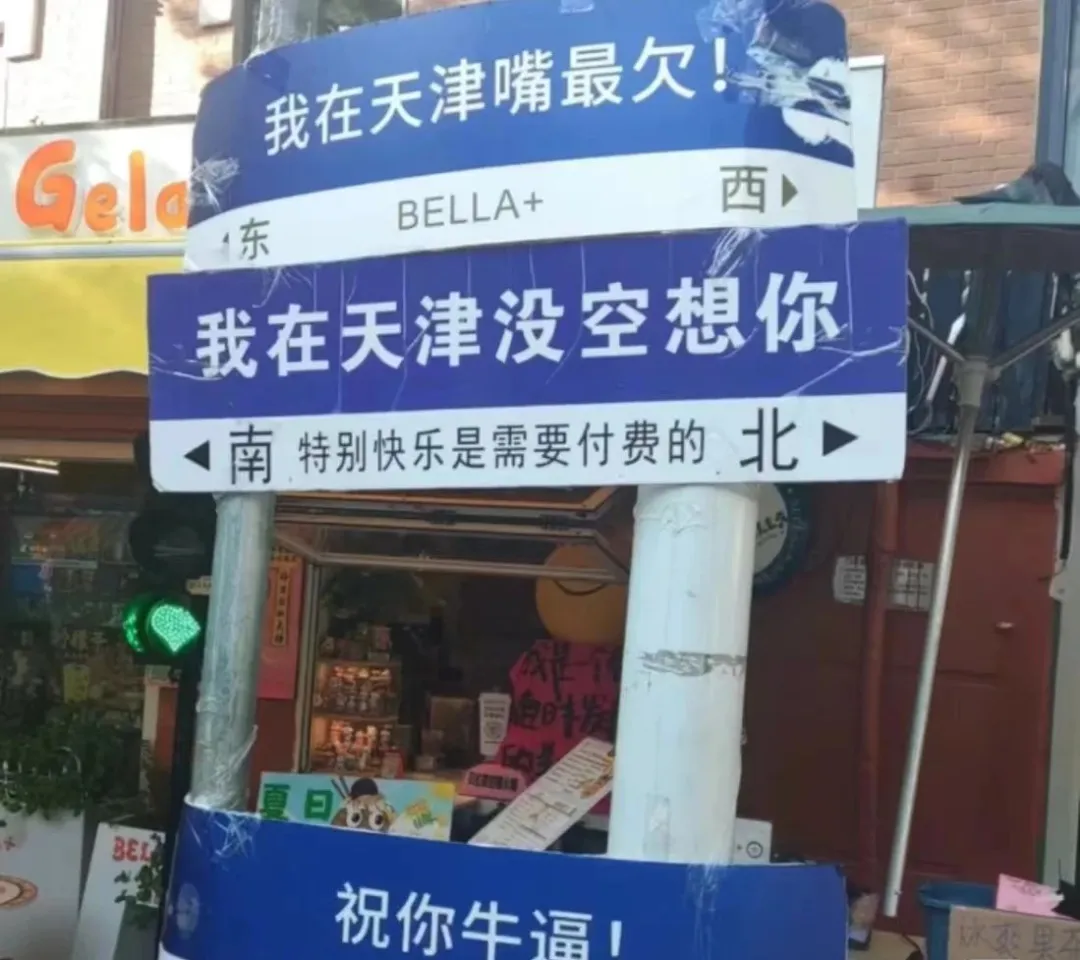 我在天津嘴最欠!
东 BELLA+ 西
Gela
我在天津没空想你
南 特别快乐是需要付费的 北
夏日
BEL
祝你牛逼!